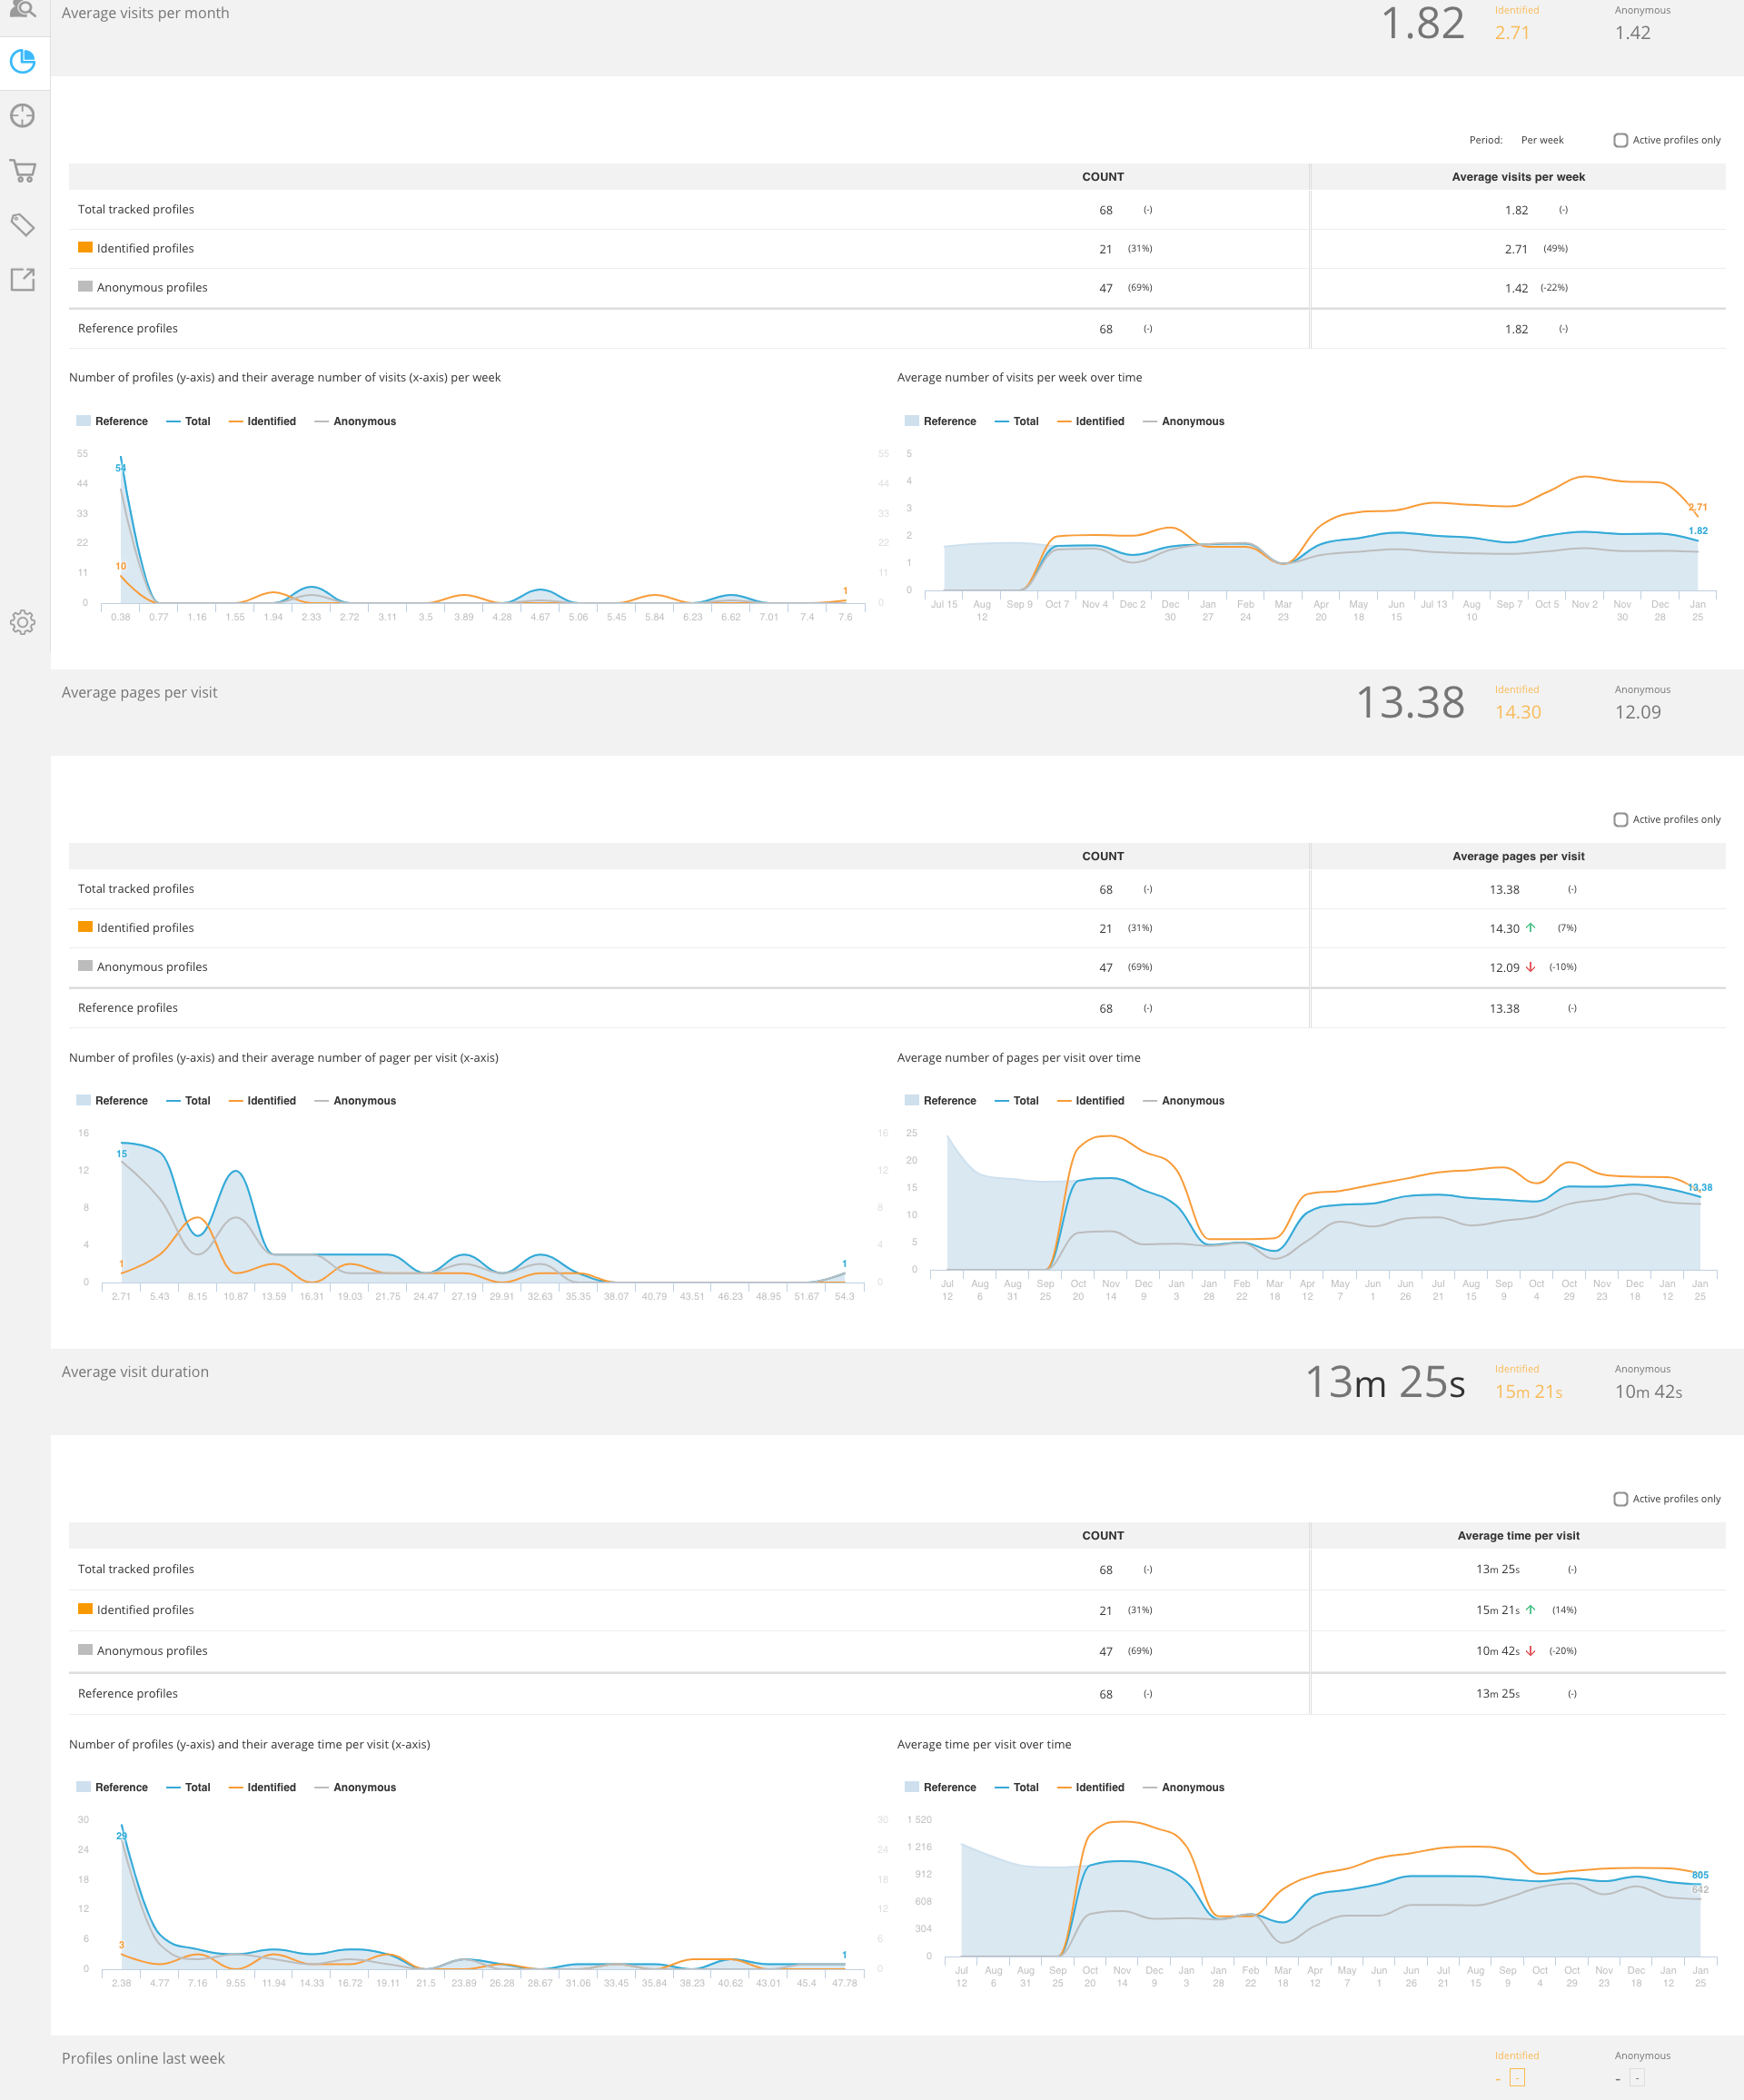 Average visits per month
1.82
Identified
2.71
Anonymous
1.42
Period: Per week Active profiles only
COUNT Average visits per week
Total tracked profiles 68 (-) 1.82 (-)
Identified profiles 21 (31%) 2.71 (49%)
Anonymous profiles 47 (69%) 1.42 (-22%)
Reference profiles 68 (-) 1.82 (-)
Number of profiles (y-axis) and their average number of visits (x-axis) per week
Reference Total Identified Anonymous
55 55
44 44
33 33
22 22
11 11
0 0
54
10
1
0.38 0.77 1.16 1.55 1.94 2.33 2.72 3.11 3.5 3.89 4.28 4.67 5.06 5.45 5.84 6.23 6.62 7.01 7.4 7.6
Average number of visits per week over time
Reference Total Identified Anonymous
5
4
3
2
1
0
2.71
1.82
Jul 15 Aug 12 Sep 9 Oct 7 Nov 4 Dec 2 Dec 30 Jan 27 Feb 24 Mar 23 Apr 20 May 18 Jun 15 Jul 13 Aug 10 Sep 7 Oct 5 Nov 2 Nov 30 Dec 28 Jan 25
Average pages per visit
13.38
Identified
14.30
Anonymous
12.09
Active profiles only
COUNT Average pages per visit
Total tracked profiles 68 (-) 13.38 (-)
Identified profiles 21 (31%) 14.30 (7%)
Anonymous profiles 47 (69%) 12.09 (-10%)
Reference profiles 68 (-) 13.38 (-)
Number of profiles (y-axis) and their average number of pager per visit (x-axis)
Reference Total Identified Anonymous
16 16
12 12
8 8
4 4
0 0
15
1
1
2.71 5.43 8.15 10.87 13.59 16.31 19.03 21.75 24.47 27.19 29.91 32.63 35.35 38.07 40.79 43.51 46.23 48.95 51.67 54.3
Average number of pages per visit over time
Reference Total Identified Anonymous
25
20
15
10
5
0
13,38
Jul 12 Aug 6 Aug 31 Sep 25 Oct 20 Nov 14 Dec 9 Jan 3 Jan 28 Feb 22 Mar 18 Apr 12 May 7 Jun 1 Jun 26 Jul 21 Aug 15 Sep 9 Oct 4 Oct 29 Nov 23 Dec 18 Jan 12 Jan 25
Average visit duration
13m 25s
Identified
15m 21s
Anonymous
10m 42s
Active profiles only
COUNT Average time per visit
Total tracked profiles 68 (-) 13m 25s (-)
Identified profiles 21 (31%) 15m 21s (14%)
Anonymous profiles 47 (69%) 10m 42s (-20%)
Reference profiles 68 (-) 13m 25s (-)
Number of profiles (y-axis) and their average time per visit (x-axis)
Reference Total Identified Anonymous
30 30
24 24
18 18
12 12
6 6
0 0
29
3
1
2.38 4.77 7.16 9.55 11.94 14.33 16.72 19.11 21.5 23.89 26.28 28.67 31.06 33.45 35.84 38.23 40.62 43.01 45.4 47.78
Average time per visit over time
Reference Total Identified Anonymous
1 520
1 216
912
608
304
0
805
642
Jul 12 Aug 6 Aug 31 Sep 25 Oct 20 Nov 14 Dec 9 Jan 3 Jan 28 Feb 22 Mar 18 Apr 12 May 7 Jun 1 Jun 26 Jul 21 Aug 15 Sep 9 Oct 4 Oct 29 Nov 23 Dec 18 Jan 12 Jan 25
Profiles online last week
Identified
- -
Anonymous
- -